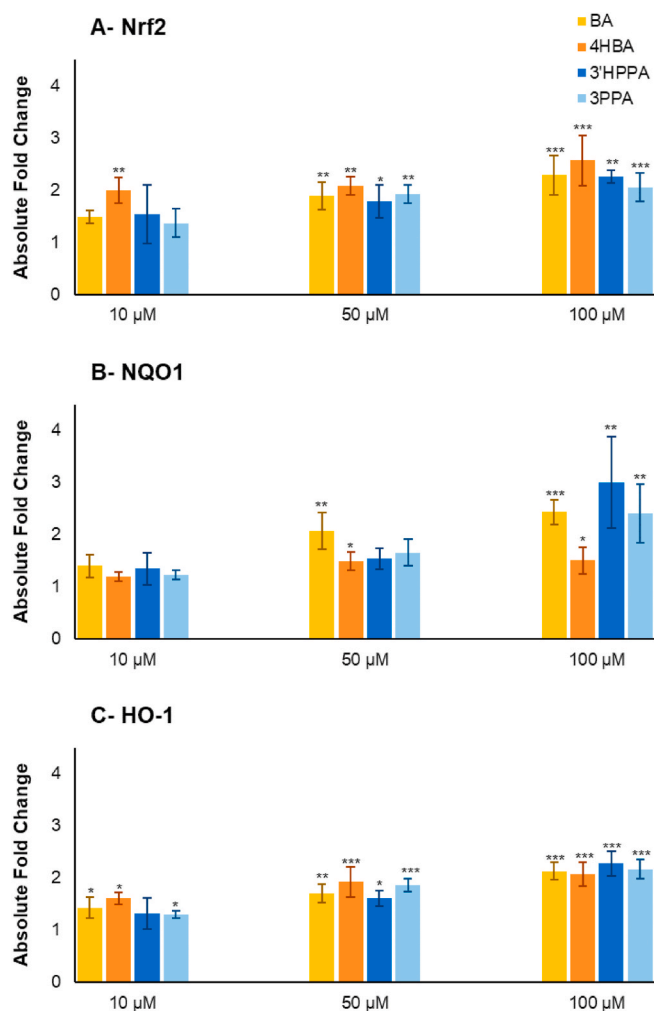 A- Nrf2
BA
4HBA
3'HPPA
3PPA
Absolute Fold Change
4
3
2
1
0
** ** ** * ** *** *** ** ***
10 µM 50 µM 100 µM
B- NQO1
Absolute Fold Change
4
3
2
1
0
** * *** * ** **
10 µM 50 µM 100 µM
C- HO-1
Absolute Fold Change
4
3
2
1
0
* * * ** *** * *** *** *** *** ***
10 µM 50 µM 100 µM